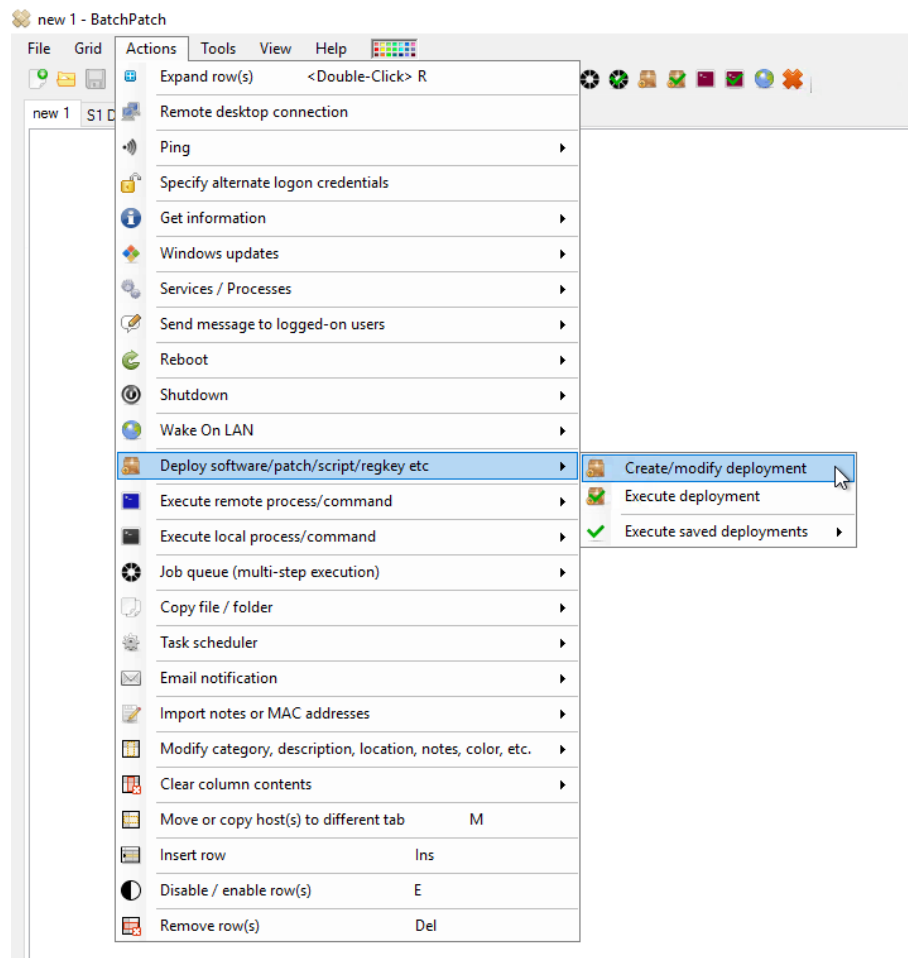 new 1 - BatchPatch
File Grid Actions Tools View Help
new 1 S1 D
Expand row(s) <Double-Click> R
Remote desktop connection
Ping
Specify alternate logon credentials
Get information
Windows updates
Services / Processes
Send message to logged-on users
Reboot
Shutdown
Wake On LAN
Deploy software/patch/script/regkey etc
Create/modify deployment
Execute deployment
Execute saved deployments
Execute remote process/command
Execute local process/command
Job queue (multi-step execution)
Copy file / folder
Task scheduler
Email notification
Import notes or MAC addresses
Modify category, description, location, notes, color, etc.
Clear column contents
Move or copy host(s) to different tab M
Insert row Ins
Disable / enable row(s) E
Remove row(s) Del